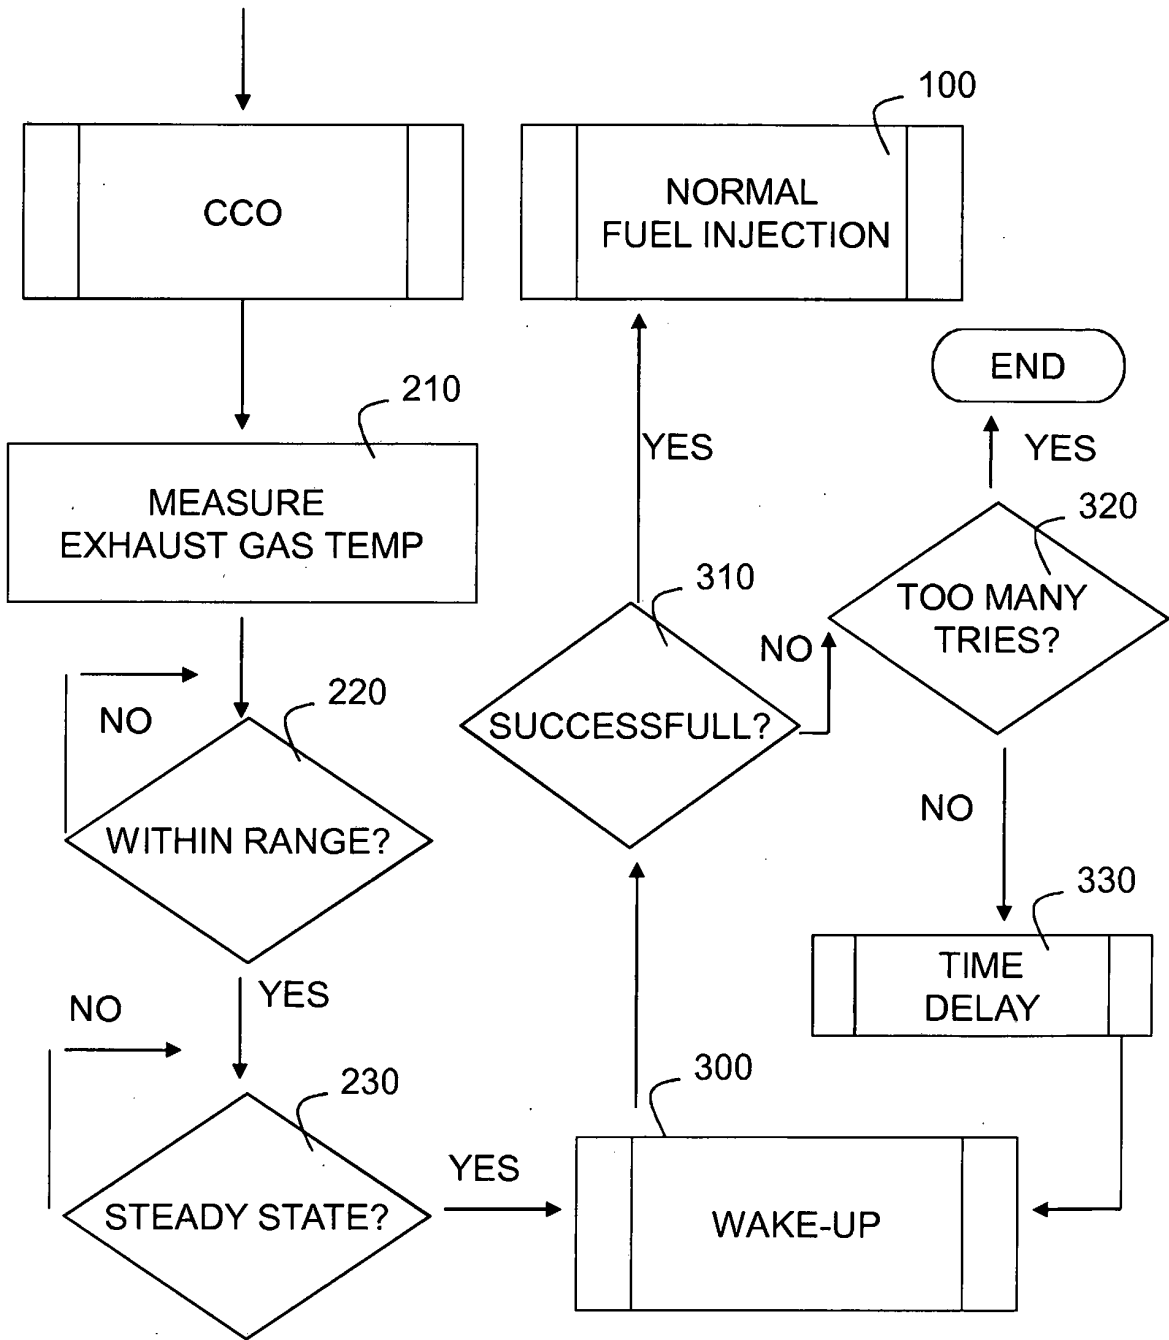 CCO
210
MEASURE
EXHAUST GAS TEMP
NO
220
WITHIN RANGE?
YES
NO
230
STEADY STATE?
YES
300
WAKE-UP
310
SUCCESSFULL?
YES
100
NORMAL
FUEL INJECTION
NO
320
TOO MANY
TRIES?
YES
END
NO
330
TIME
DELAY